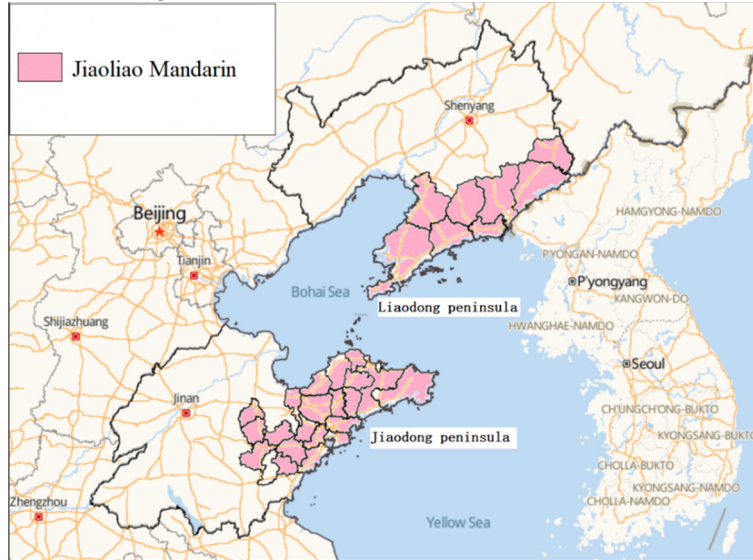 Jiaoliao Mandarin
Shenyang
Beijing
HAMGYONG-NAMDO
Tianjin
P'YONGAN-NAMDO
P'yongyang
Bohai Sea
KANGWON-DO
Liaodong peninsula
Shijiazhuang
HWANGHAE-NAMDO
Seoul
Jinan
CH'UNGCH'ONG-BUKTO
Jiaodong peninsula
KYONGSANG-BUKTO
CHOLLA-BUKTO
KYONGSANG-NAMDO
Zhengzhou
CHOLLA-NAMDO
Yellow Sea